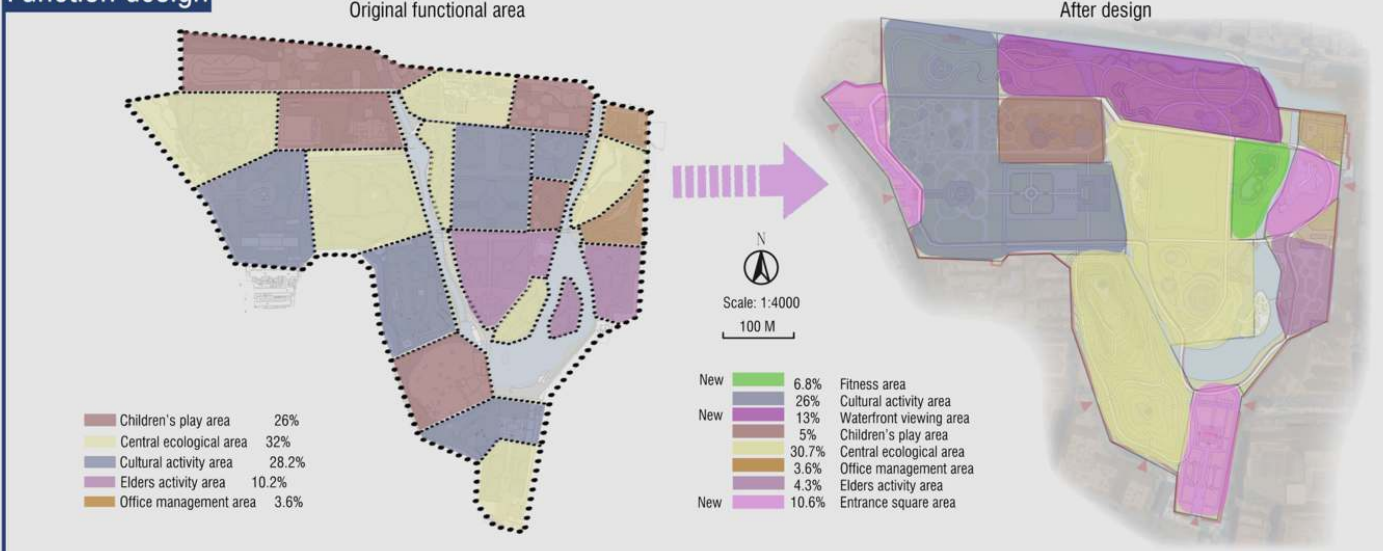 Function design
Original functional area
After design
N
Scale: 1:4000
100 M
Children's play area 26%
Central ecological area 32%
Cultural activity area 28.2%
Elders activity area 10.2%
Office management area 3.6%
New 6.8% Fitness area
26% Cultural activity area
New 13% Waterfront viewing area
5% Children's play area
30.7% Central ecological area
3.6% Office management area
4.3% Elders activity area
New 10.6% Entrance square area